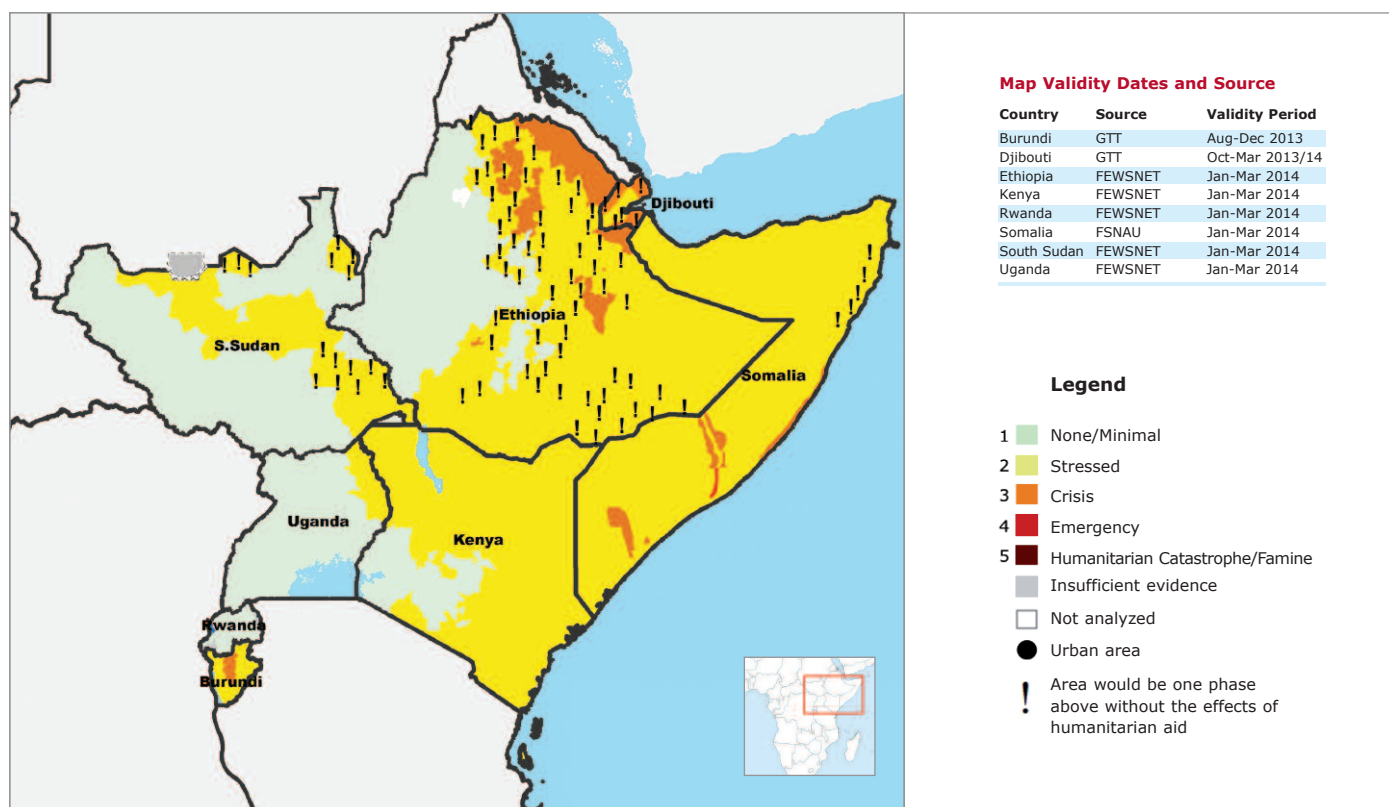 Djibouti
Ethiopia
S.Sudan
Somalia
Uganda
Kenya
Rwanda
Burundi
Map Validity Dates and Source
Country Source Validity Period
Burundi GTT Aug-Dec 2013
Djibouti GTT Oct-Mar 2013/14
Ethiopia FEWSNET Jan-Mar 2014
Kenya FEWSNET Jan-Mar 2014
Rwanda FEWSNET Jan-Mar 2014
Somalia FSNAU Jan-Mar 2014
South Sudan FEWSNET Jan-Mar 2014
Uganda FEWSNET Jan-Mar 2014
Legend
1 None/Minimal
2 Stressed
3 Crisis
4 Emergency
5 Humanitarian Catastrophe/Famine
Insufficient evidence
Not analyzed
Urban area
! Area would be one phase
above without the effects of
humanitarian aid